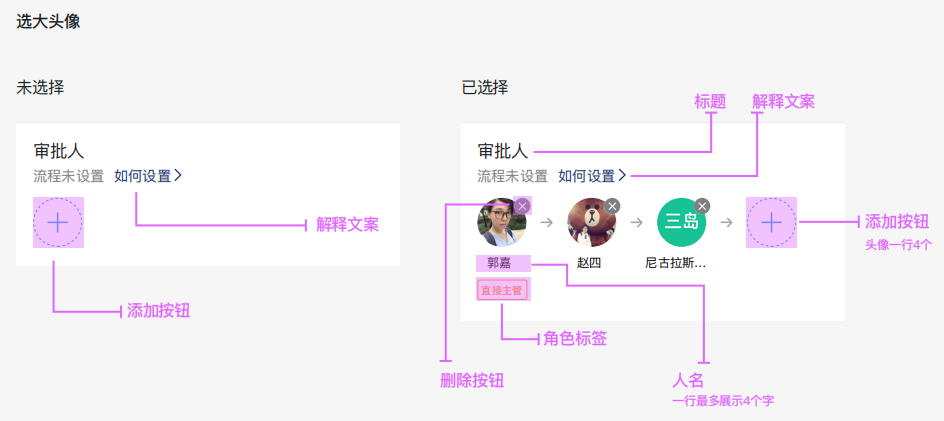 选大头像
未选择
已选择
标题
解释文案
审批人
流程未设置 如何设置
解释文案
添加按钮
审批人
流程未设置 如何设置
三岛
郭嘉
赵四
尼古拉斯...
直接主管
添加按钮
头像一行4个
角色标签
删除按钮
人名
一行最多展示4个字